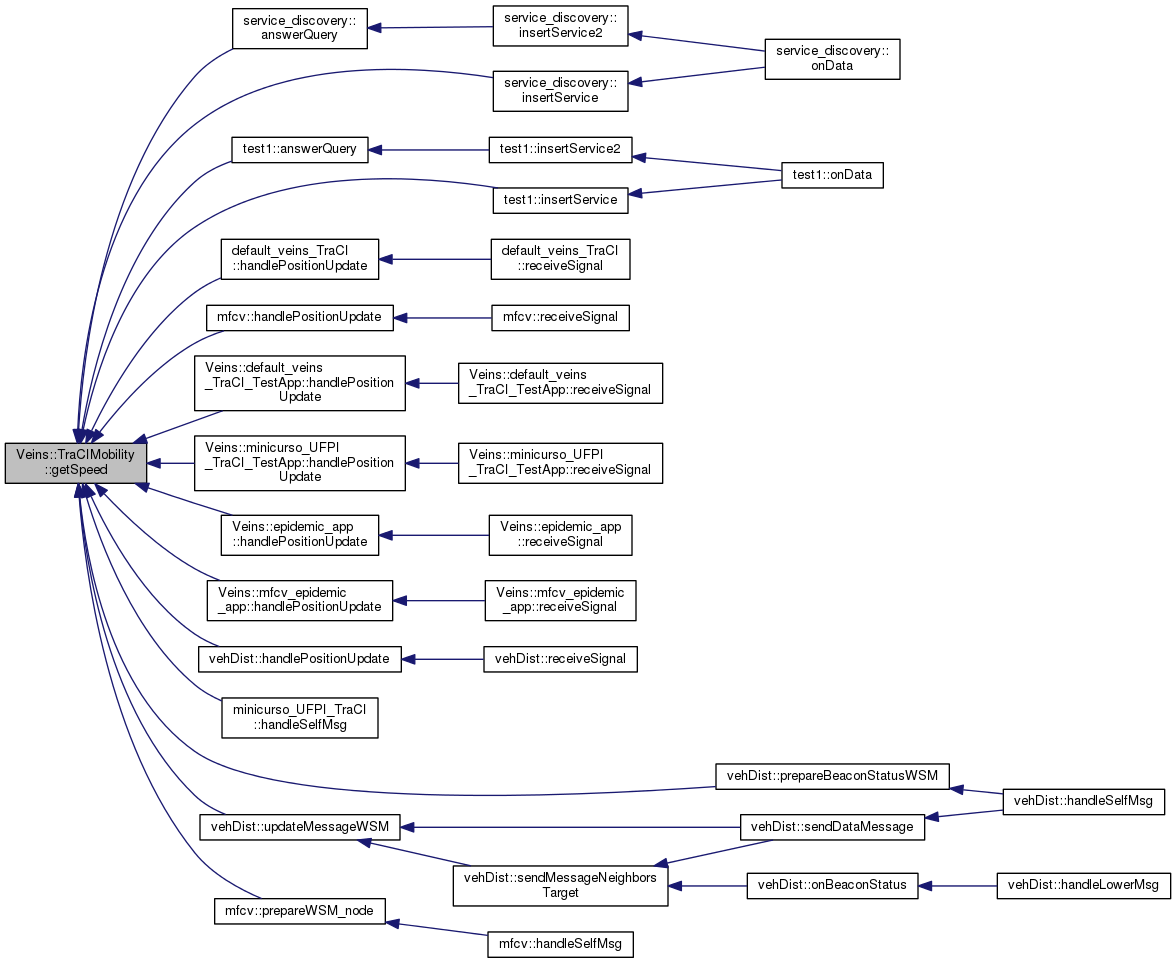 service_discovery::
answerQuery
service_discovery::
insertService2
service_discovery::
onData
service_discovery::
insertService
test1::answerQuery
test1::insertService2
test1::onData
test1::insertService
default_veins_TraCI
::handlePositionUpdate
default_veins_TraCI
::receiveSignal
mfcv::handlePositionUpdate
mfcv::receiveSignal
Veins::default_veins
_TraCI_TestApp::handlePosition
Update
Veins::default_veins
_TraCI_TestApp::receiveSignal
Veins::TraCIMobility
::getSpeed
Veins::minicurso_UFPI
_TraCI_TestApp::handlePosition
Update
Veins::minicurso_UFPI
_TraCI_TestApp::receiveSignal
Veins::epidemic_app
::handlePositionUpdate
Veins::epidemic_app
::receiveSignal
Veins::mfcv_epidemic
_app::handlePositionUpdate
Veins::mfcv_epidemic
_app::receiveSignal
vehDist::handlePositionUpdate
vehDist::receiveSignal
minicurso_UFPI_TraCI
::handleSelfMsg
vehDist::prepareBeaconStatusWSM
vehDist::handleSelfMsg
vehDist::updateMessageWSM
vehDist::sendDataMessage
vehDist::sendMessageNeighbors
Target
vehDist::onBeaconStatus
vehDist::handleLowerMsg
mfcv::prepareWSM_node
mfcv::handleSelfMsg